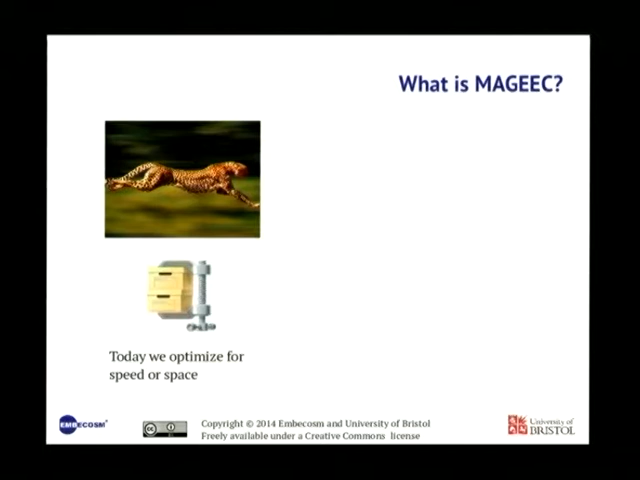 What is MAGEEC?
Today we optimize for
speed or space
EMBECOSM®
Copyright © 2014 Embecosm and University of Bristol
Freely available under a Creative Commons license
University of
BRISTOL